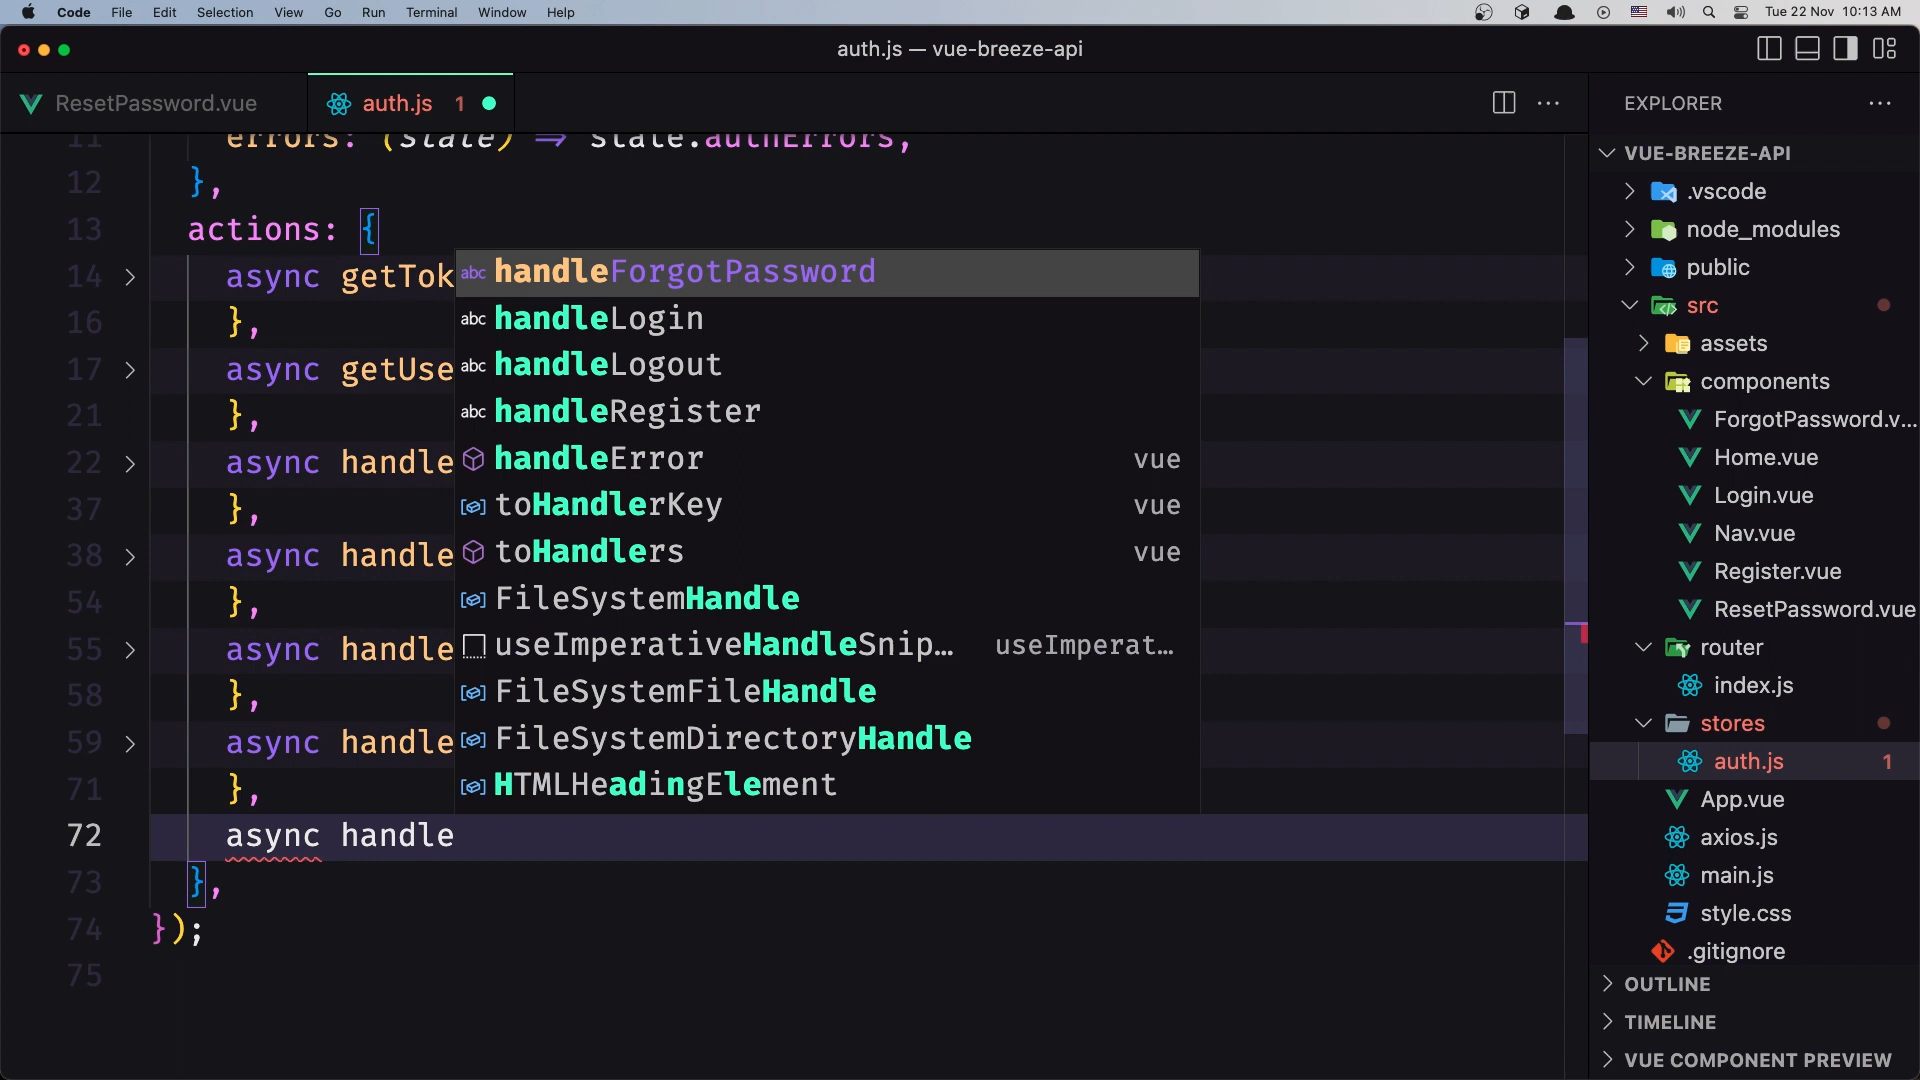 Code File Edit Selection View Go Run Terminal Window Help Tue 22 Nov 10:13 AM
auth.js — vue-breeze-api
ResetPassword.vue auth.js 1
EXPLORER
11 errors: (state) ⇒ state.authErrors,
12 },
13 actions: {
14 async getTok
16 },
17 async getUse
21 },
22 async handle
37 },
38 async handle
54 },
55 async handle
58 },
59 async handle
71 },
72 async handle
73 },
74 });
75
abc handleForgotPassword
abc handleLogin
abc handleLogout
abc handleRegister
handleError vue
toHandlerKey vue
toHandlers vue
FileSystemHandle
useImperativeHandleSnip… useImperat…
FileSystemFileHandle
FileSystemDirectoryHandle
HTMLHeadingElement
VUE-BREEZE-API
.vscode
node_modules
public
src
assets
components
ForgotPassword.v...
Home.vue
Login.vue
Nav.vue
Register.vue
ResetPassword.vue
router
index.js
stores
auth.js 1
App.vue
axios.js
main.js
style.css
.gitignore
OUTLINE
TIMELINE
VUE COMPONENT PREVIEW